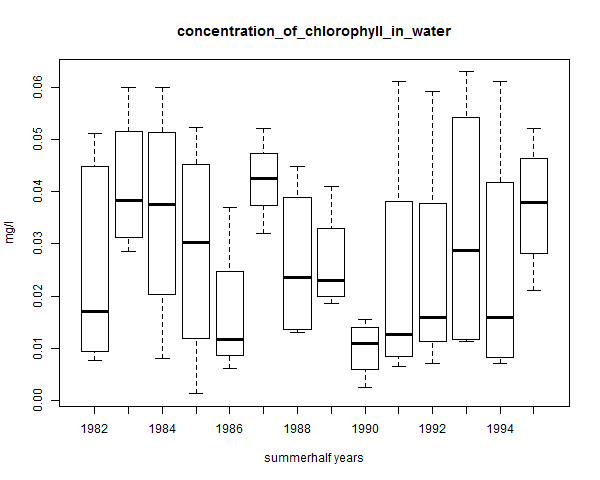 concentration_of_chlorophyll_in_water
0.06
0.05
0.04
0.03
0.02
0.01
0.00
mg/l
1982 1984 1986 1988 1990 1992 1994
summerhalf years